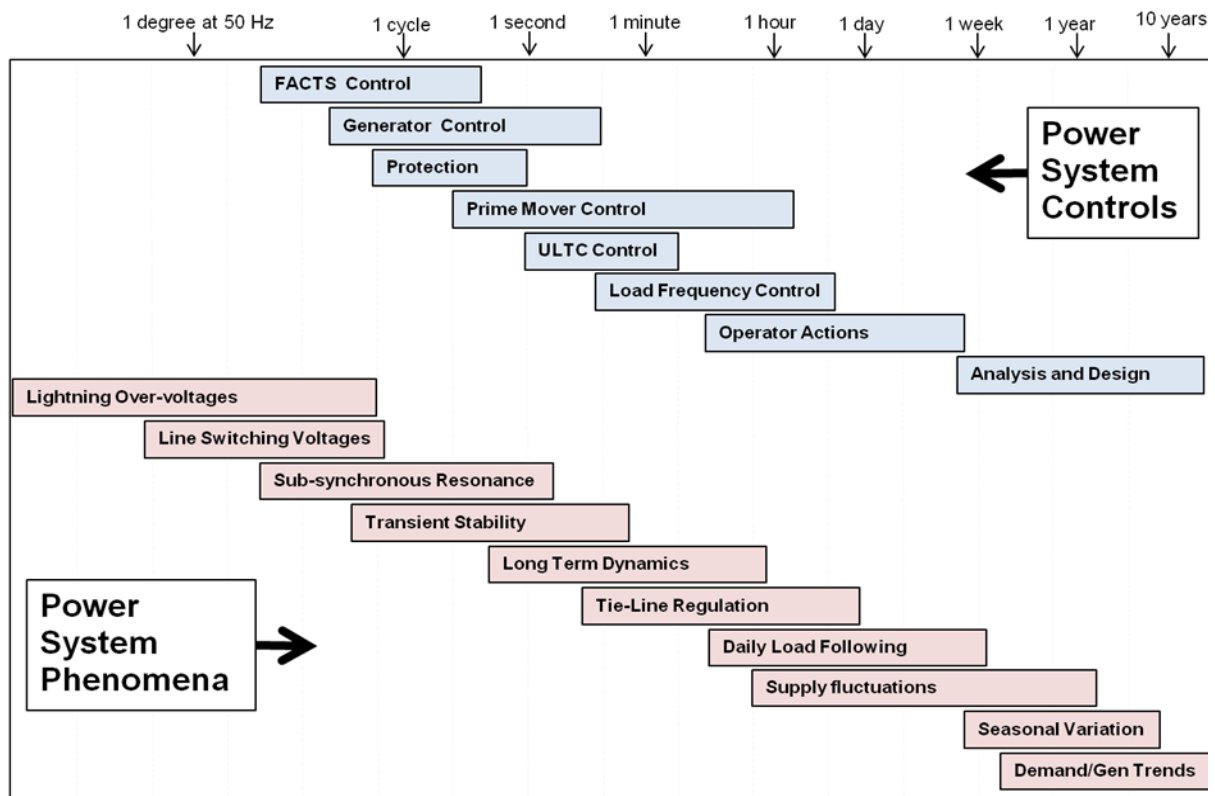 1 degree at 50 Hz 1 cycle 1 second 1 minute 1 hour 1 day 1 week 1 year 10 years
FACTS Control
Generator Control
Protection
Prime Mover Control
ULTC Control
Load Frequency Control
Operator Actions
Analysis and Design
Power
System
Controls
Lightning Over-voltages
Line Switching Voltages
Sub-synchronous Resonance
Transient Stability
Long Term Dynamics
Tie-Line Regulation
Daily Load Following
Supply fluctuations
Seasonal Variation
Demand/Gen Trends
Power
System
Phenomena